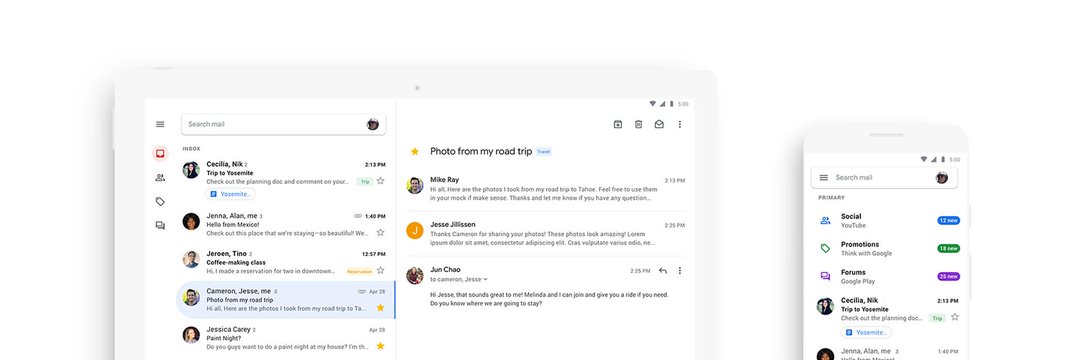 5:00
Search mail
INBOX
Cecilia, Nik 2 2:13 PM
Trip to Yosemite
Check out the planning doc and comment on your... Trip
Yosemite..
Jenna, Alan, me 3 1:40 PM
Hello from Mexico!
Check out this place that we're staying—so beautiful! We..
Jeroen, Tino 2 12:57 PM
Coffee-making class
Hi, I made a reservation for two in downtown.. Reservation
Cameron, Jesse, me 3 Apr 28
Photo from my road trip
Hi all, Here are the photos I took from my road trip to Ta...
Jessica Carey 2 Apr 28
Paint Night?
Do you guys want to do a paint night at my house? I'm th...
Photo from my road trip Travel
Mike Ray 2:13 PM
Hi all, Here are the photos I took from my road trip to Tahoe. Feel free to use them
in your mock if make sense. Thanks and let me know if you have any question...
J
Jesse Jillissen 2:25 PM
Thanks Cameron for sharing your photos! These photos look amazing! Lorem
ipsum dolor sit amet, consectetur adipiscing elit. Cras vulputate varius odio, ne...
Jun Chao 2:25 PM
to cameron, Jesse
Hi Jesse, that sounds great to me! Melinda and I can join and give you a ride if you need.
Do you know where we are going to stay?
5:00
Search mail
PRIMARY
Social 12 new
YouTube
Promotions 18 new
Think with Google
Forums 25 new
Google Play
Cecilia, Nik 2:13 PM
Trip to Yosemite
Check out the planning doc... Trip
Yosemite..
Jenna, Alan, me 3 1:40 PM